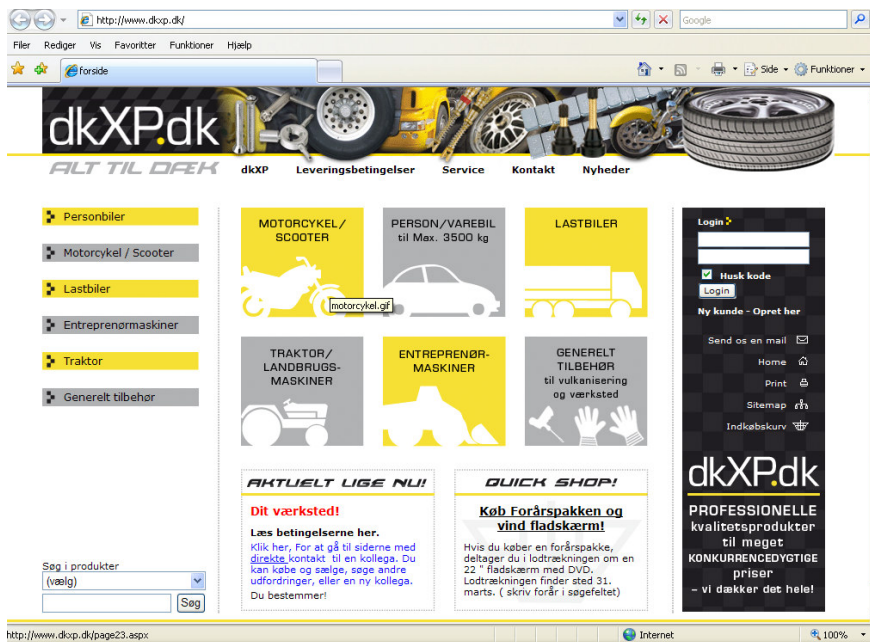 http://www.dkxp.dk/
Google
Filer Rediger Vis Favoritter Funktioner Hjælp
forside
Side Funktioner
dkXP.dk
ALT TIL DÆK
dkXP Leveringsbetingelser Service Kontakt Nyheder
Personbiler
Motorcykel / Scooter
Lastbiler
Entreprenørmaskiner
Traktor
Generelt tilbehør
Søg i produkter
(vælg)
Søg
MOTORCYKEL/
SCOOTER
motorcykel.gif
PERSON/VAREBIL
til Max. 3500 kg
LASTBILER
TRAKTOR/
LANDBRUGS-
MASKINER
ENTREPRENØR-
MASKINER
GENERELT
TILBEHØR
til vulkanisering
og værksted
AKTUELT LIGE NU!
Dit værksted!
Læs betingelserne her.
Klik her, For at gå til siderne med
direkte kontakt til en kollega. Du
kan købe og sælge, søge andre
udfordringer, eller en ny kollega.
Du bestemmer!
QUICK SHOP!
Køb Forårspakken og
vind fladskærm!
Hvis du køber en forårspakke,
deltager du i lodtrækningen om en
22 " fladskærm med DVD.
Lodtrækningen finder sted 31.
marts. ( skriv forår i søgefeltet)
Login
Husk kode
Login
Ny kunde - Opret her
Send os en mail
Home
Print
Sitemap
Indkøbskurv
dkXP.dk
PROFESSIONELLE
kvalitetsprodukter
til meget
KONKURRENCEDYGTIGE
priser
– vi dækker det hele!
http://www.dkxp.dk/page23.aspx
Internet
100%